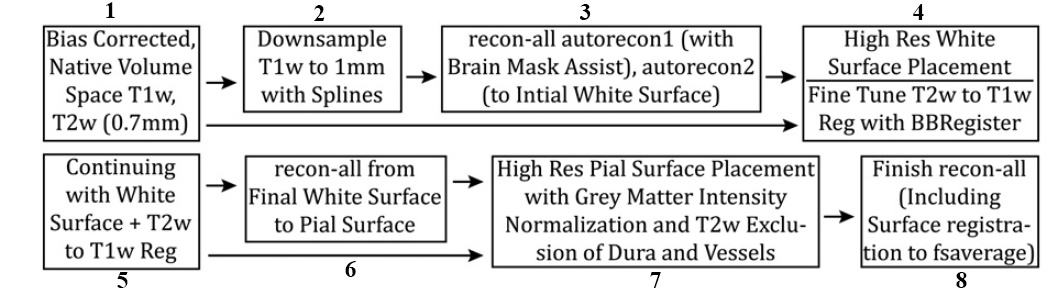 1
Bias Corrected,
Native Volume
Space T1w,
T2w (0.7mm)
2
Downsample
T1w to 1mm
with Splines
3
recon-all autorecon1 (with
Brain Mask Assist), autorecon2
(to Intial White Surface)
4
High Res White
Surface Placement
Fine Tune T2w to T1w
Reg with BBRegister
Continuing
with White
Surface + T2w
to T1w Reg
5
recon-all from
Final White Surface
to Pial Surface
6
High Res Pial Surface Placement
with Grey Matter Intensity
Normalization and T2w Exclu-
sion of Dura and Vessels
7
Finish recon-all
(Including
Surface registra-
tion to fsaverage)
8